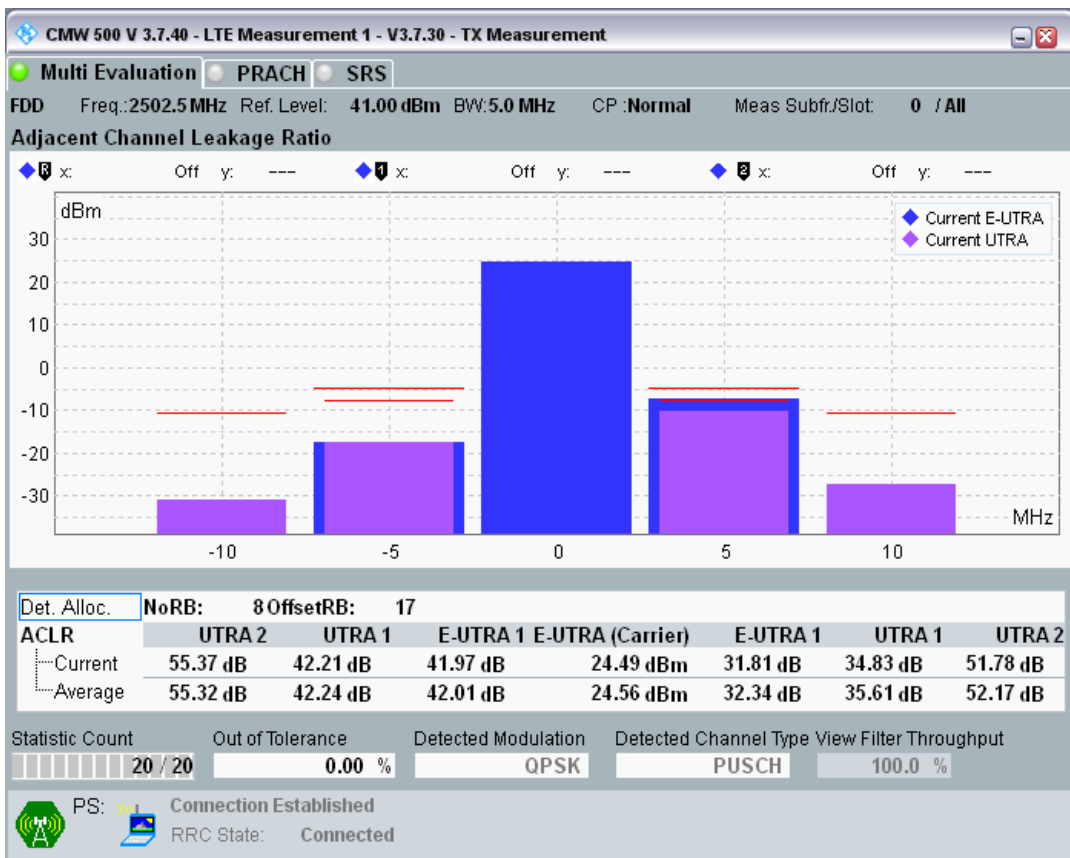 CMW 500 V 3.7.40 - LTE Measurement 1 - V3.7.30 - TX Measurement
Multi Evaluation PRACH SRS
FDD Freq.:2502.5 MHz Ref. Level: 41.00 dBm BW:5.0 MHz CP :Normal Meas Subfr./Slot: 0 / All
Adjacent Channel Leakage Ratio
R x: Off y: --- 1 x: Off y: --- 2 x: Off y: ---
dBm
Current E-UTRA
Current UTRA
30
20
10
0
-10
-20
-30
MHz
-10 -5 0 5 10
Det. Alloc. NoRB: 8 OffsetRB: 17
ACLR UTRA 2 UTRA 1 E-UTRA 1 E-UTRA (Carrier) E-UTRA 1 UTRA 1 UTRA 2
Current 55.37 dB 42.21 dB 41.97 dB 24.49 dBm 31.81 dB 34.83 dB 51.78 dB
Average 55.32 dB 42.24 dB 42.01 dB 24.56 dBm 32.34 dB 35.61 dB 52.17 dB
Statistic Count Out of Tolerance Detected Modulation Detected Channel Type View Filter Throughput
20 / 20 0.00 % QPSK PUSCH 100.0 %
PS: Connection Established
RRC State: Connected